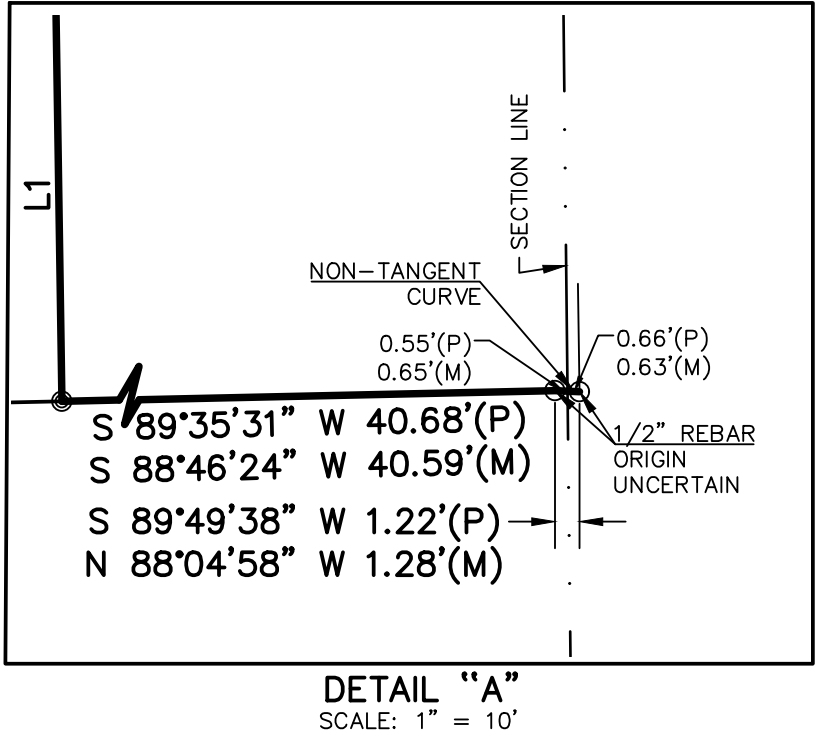 L1
SECTION LINE
NON-TANGENT
CURVE
0.55'(P)
0.65'(M)
0.66'(P)
0.63'(M)
S 89°35'31" W 40.68'(P)
S 88°46'24" W 40.59'(M)
1/2" REBAR
ORIGIN
UNCERTAIN
S 89°49'38" W 1.22'(P)
N 88°04'58" W 1.28'(M)
DETAIL "A"
SCALE: 1" = 10'